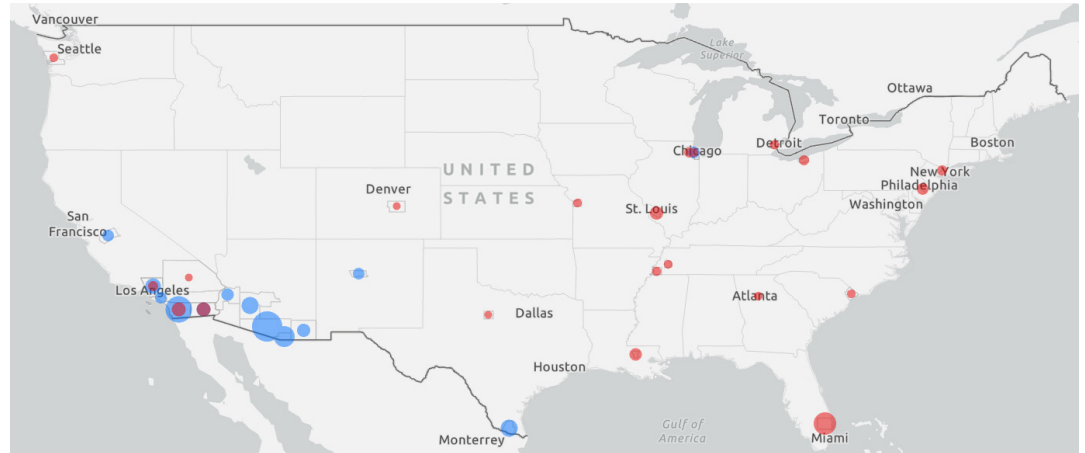 Vancouver
Seattle
Lake
Superior
Ottawa
Toronto
Boston
Chicago
Detroit
UNITED
STATES
New York
Philadelphia
Washington
Denver
St. Louis
San
Francisco
Los Angeles
Atlanta
Dallas
Houston
Gulf of
America
Miami
Monterrey